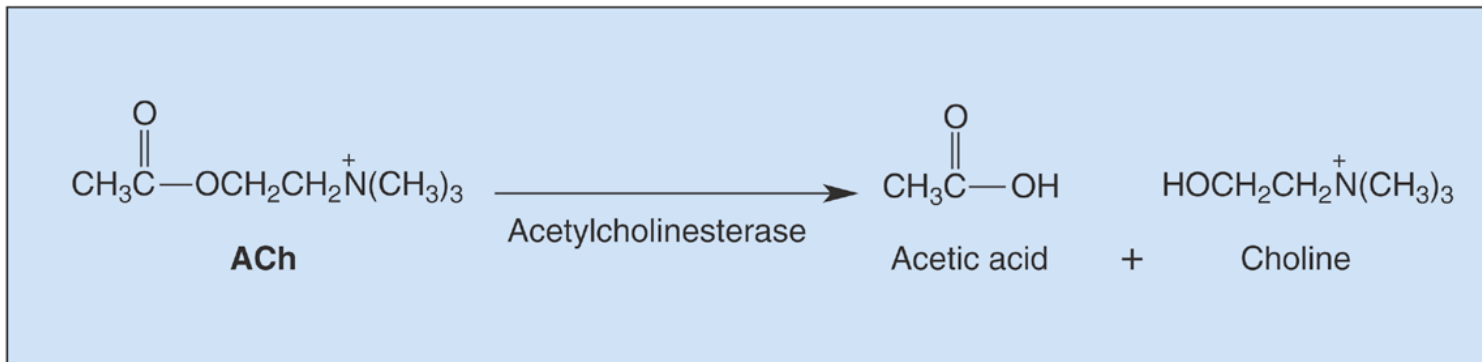 O O
CH3C—OCH2CH2N+(CH3)3 CH3C—OH HOCH2CH2N+(CH3)3
Acetylcholinesterase
ACh Acetic acid + Choline